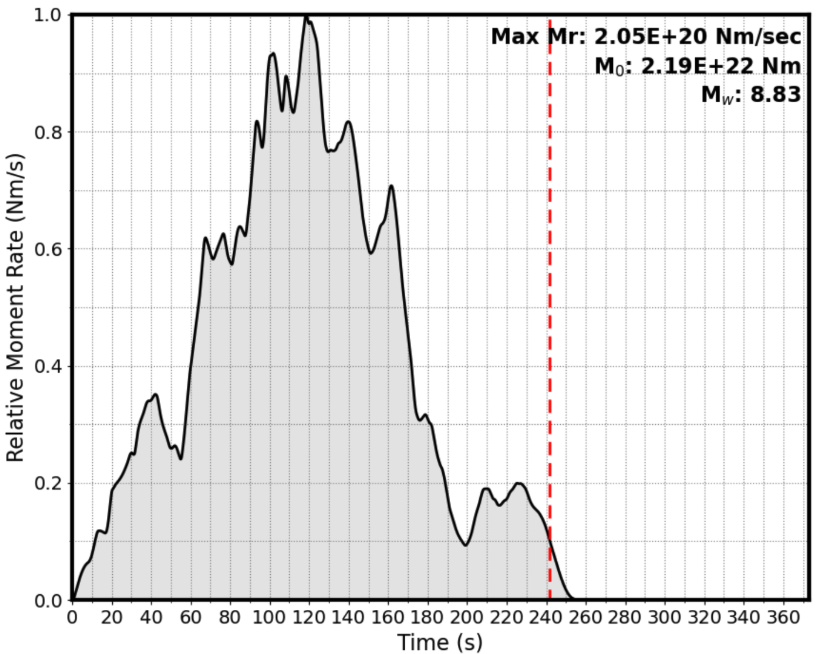 Max Mr: 2.05E+20 Nm/sec
M₀: 2.19E+22 Nm
M𝑤: 8.83
Relative Moment Rate (Nm/s)
1.0
0.8
0.6
0.4
0.2
0.0
0 20 40 60 80 100 120 140 160 180 200 220 240 260 280 300 320 340 360
Time (s)